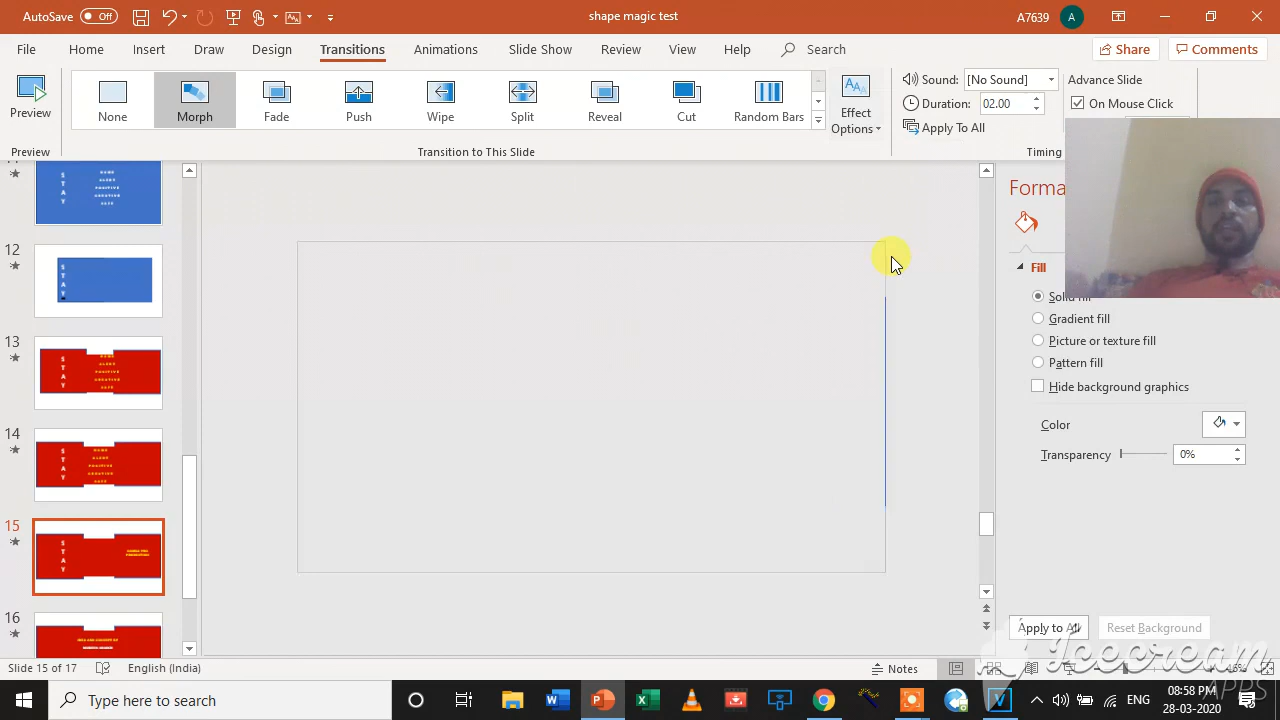 AutoSave Off
shape magic test
A7639 A
File Home Insert Draw Design Transitions Animations Slide Show Review View Help Search Share Comments
Preview
None Morph Fade Push Wipe Split Reveal Cut Random Bars
Effect Options
Sound: [No Sound]
Duration: 02.00
Apply To All
Advance Slide
On Mouse Click
Preview
Transition to This Slide
Timing
S
T
A
Y
12
S
T
A
Y
13
S
T
A
Y
14
S
T
A
Y
15
S
T
A
Y
16
Fill
Gradient fill
Picture or texture fill
Pattern fill
Hide background graphics
Color
Transparency 0%
Apply to All Reset Background
Slide 15 of 17 English (India) Notes
Icecream
APPS
Type here to search
ENG
08:58 PM
28-03-2020